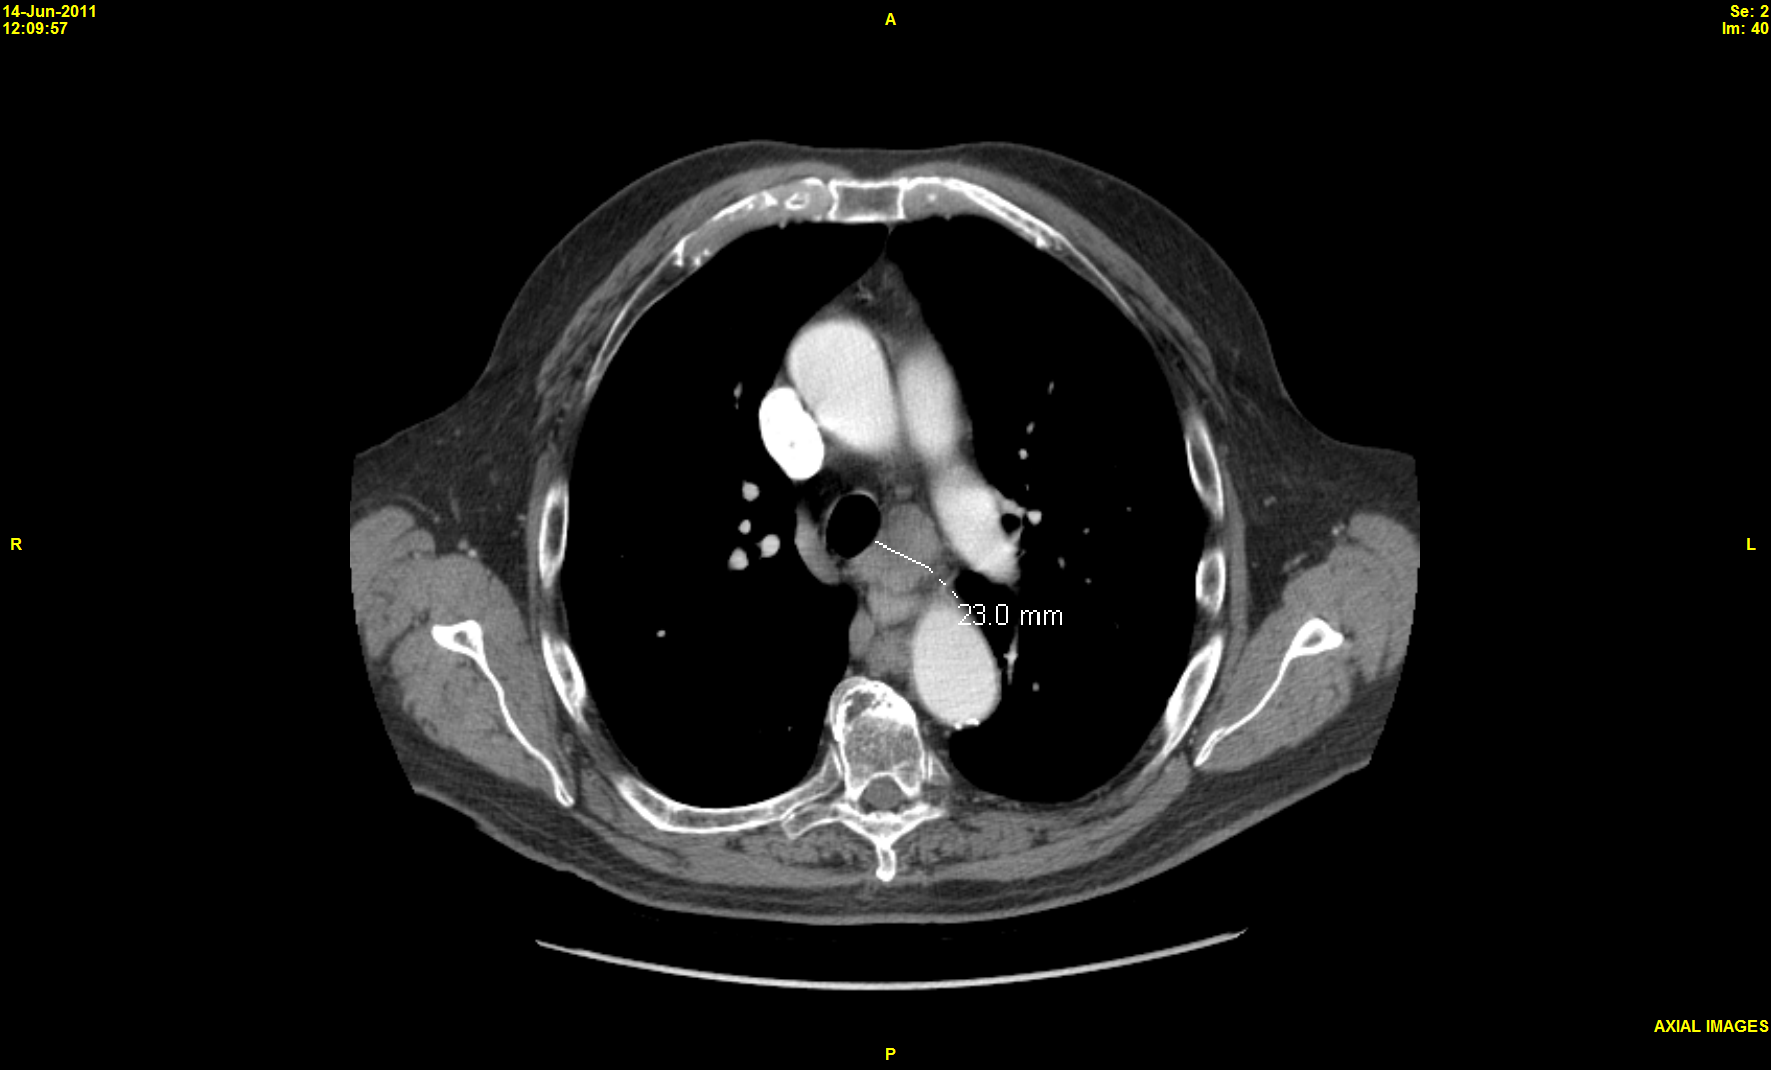 14-Jun-2011
12:09:57
A
Se: 2
Im: 40
R
L
23.0 mm
AXIAL IMAGES
P